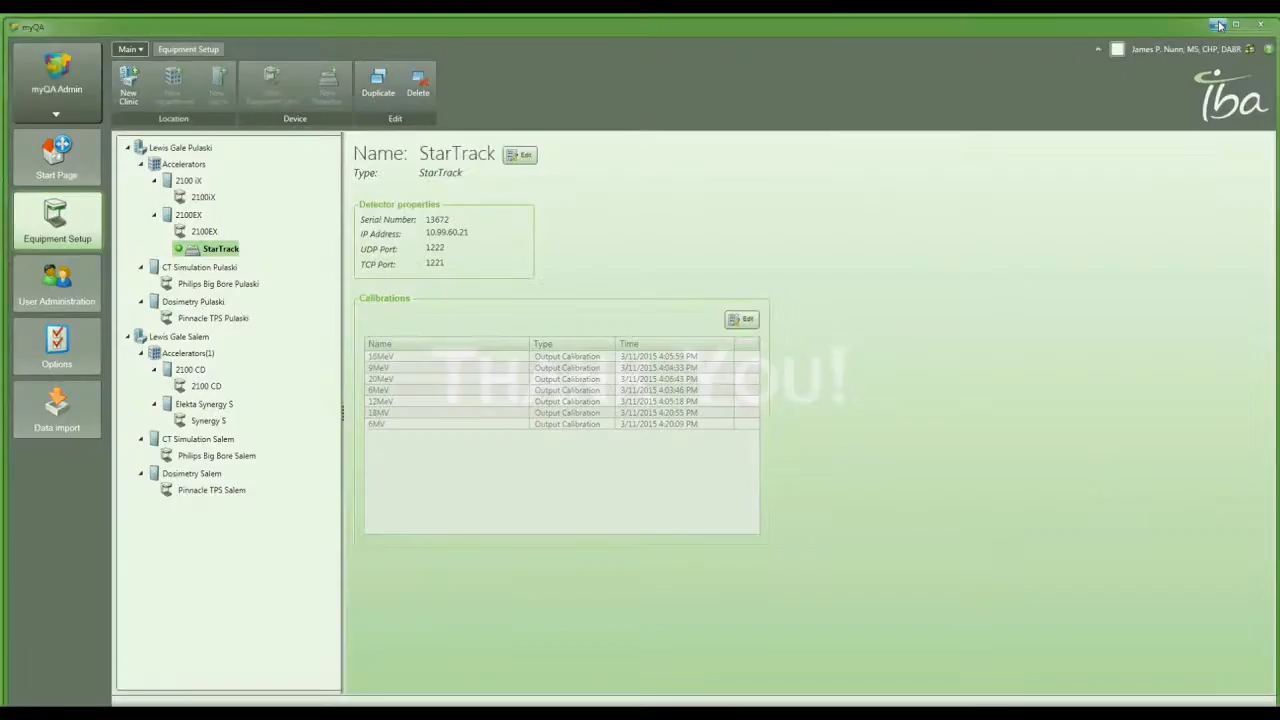 myQA
Main
Equipment Setup
James P. Nunn, MS, CHP, DABR
myQA Admin
New Clinic
Duplicate
Delete
Location
Device
Edit
iba
Start Page
Equipment Setup
User Administration
Options
Data import
Lewis Gale Pulaski
Accelerators
2100 iX
2100iX
2100EX
2100EX
StarTrack
CT Simulation Pulaski
Philips Big Bore Pulaski
Dosimetry Pulaski
Pinnacle TPS Pulaski
Lewis Gale Salem
Accelerators(1)
2100 CD
2100 CD
Elekta Synergy S
Synergy S
CT Simulation Salem
Philips Big Bore Salem
Dosimetry Salem
Pinnacle TPS Salem
Name: StarTrack
Edit
Type: StarTrack
Detector properties
Serial Number: 13672
IP Address: 10.99.60.21
UDP Port: 1222
TCP Port: 1221
Calibrations
Edit
Name Type Time
16MeV Output Calibration 3/11/2015 4:05:59 PM
9MeV Output Calibration 3/11/2015 4:04:33 PM
20MeV Output Calibration 3/11/2015 4:06:43 PM
6MeV Output Calibration 3/11/2015 4:03:46 PM
12MeV Output Calibration 3/11/2015 4:05:18 PM
18MV Output Calibration 3/11/2015 4:20:55 PM
6MV Output Calibration 3/11/2015 4:20:09 PM
Thank You!